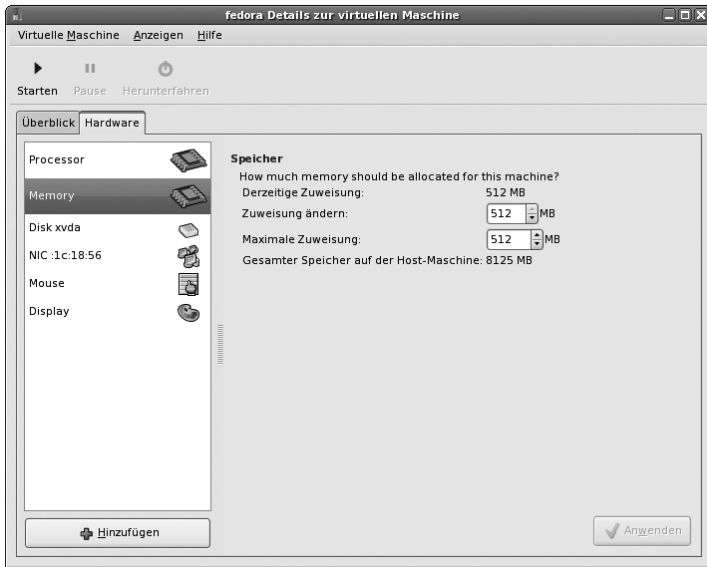 fedora Details zur virtuellen Maschine
Virtuelle Maschine Anzeigen Hilfe
Starten Pause Herunterfahren
Überblick Hardware
Processor
Memory
Disk xvda
NIC :1c:18:56
Mouse
Display
Hinzufügen
Speicher
How much memory should be allocated for this machine?
Derzeitige Zuweisung: 512 MB
Zuweisung ändern: 512 MB
Maximale Zuweisung: 512 MB
Gesamter Speicher auf der Host-Maschine: 8125 MB
Anwenden